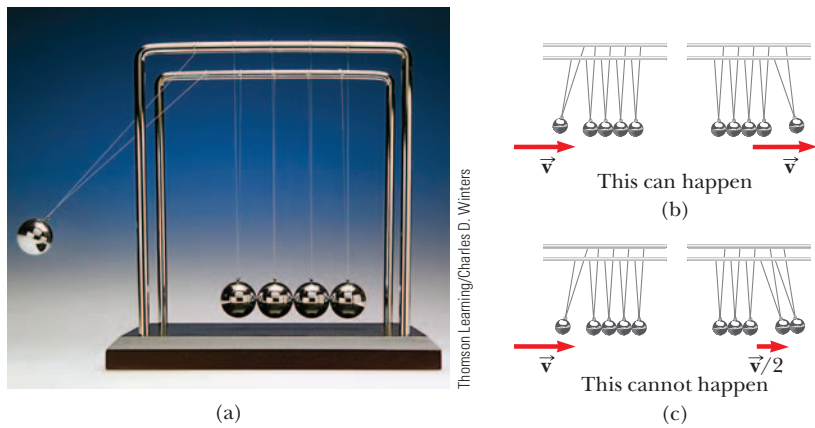 Thomson Learning/Charles D. Winters
(a)
v⃗
v⃗
This can happen
(b)
v⃗
v⃗/2
This cannot happen
(c)